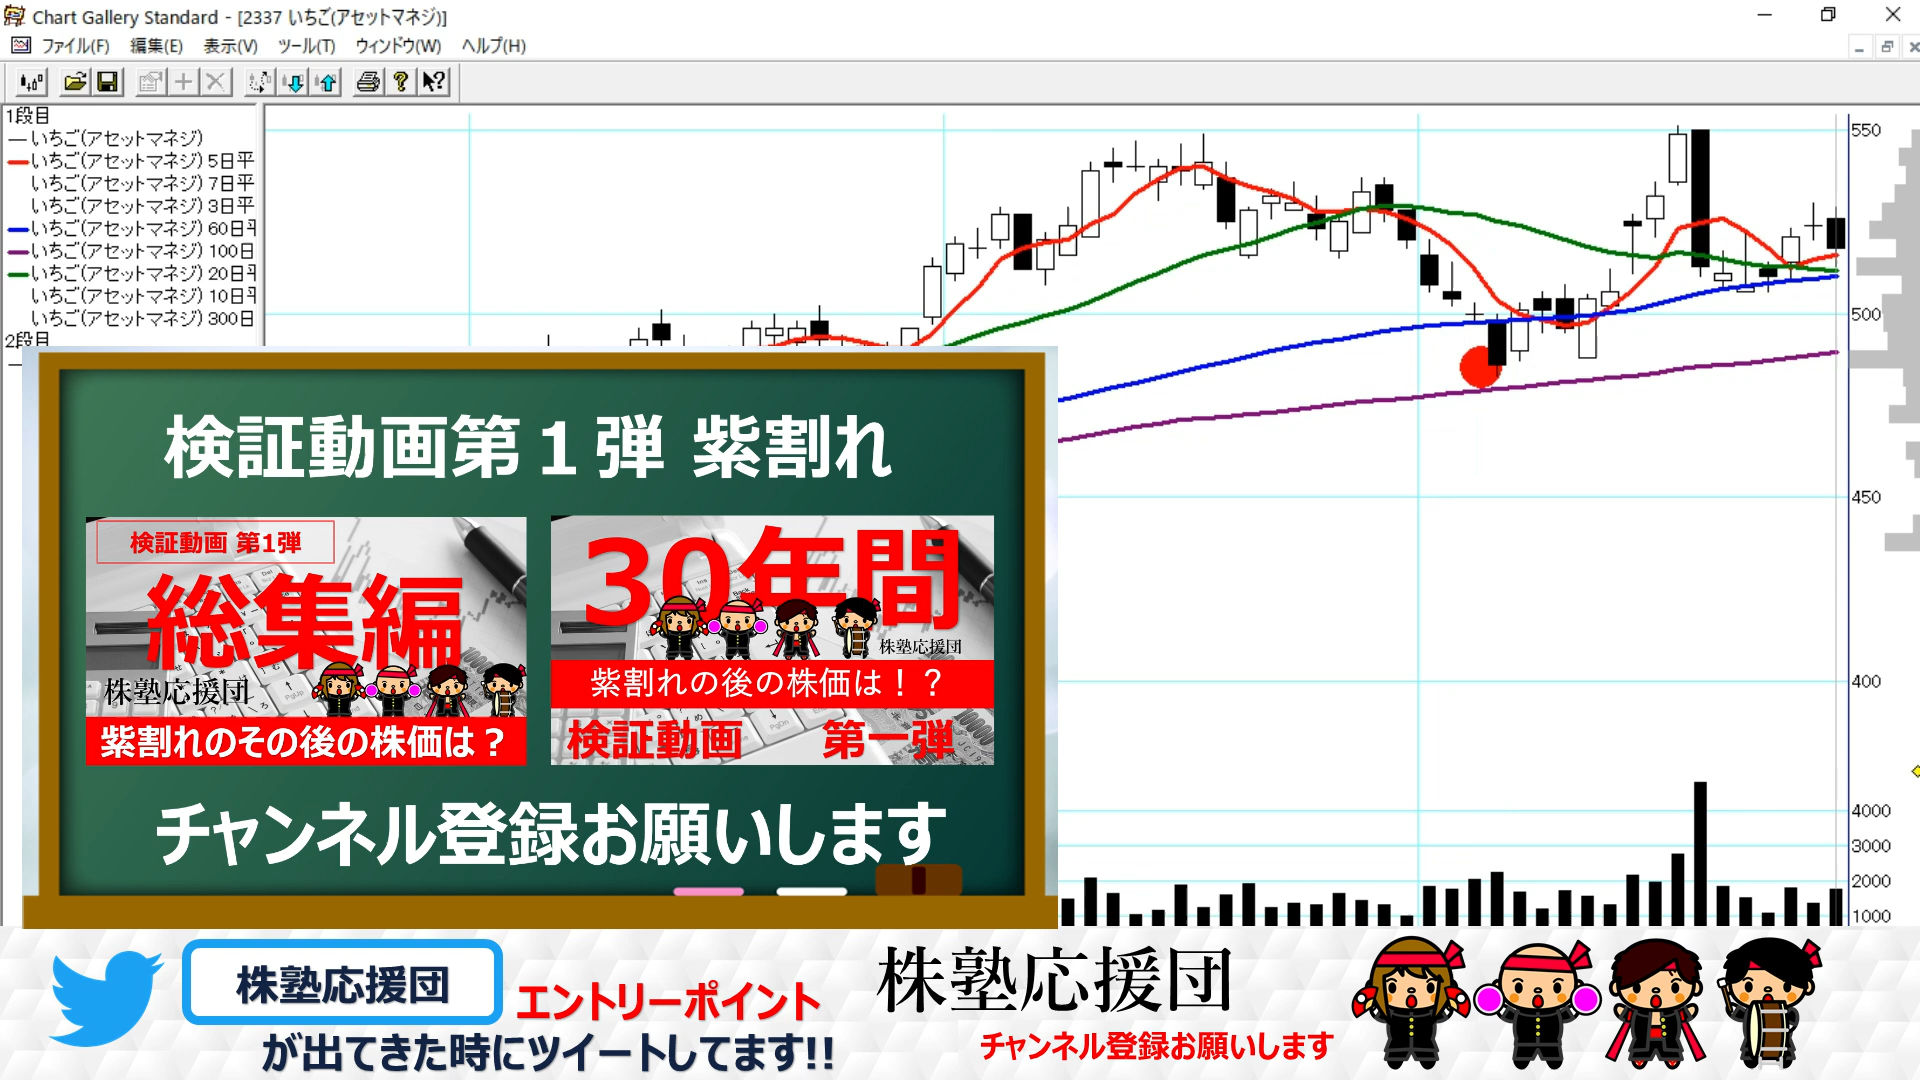 Chart Gallery Standard - [2337 いちご(アセットマネジ)]
ファイル(F) 編集(E) 表示(V) ツール(T) ウィンドウ(W) ヘルプ(H)
1段目
いちご(アセットマネジ)
いちご(アセットマネジ) 5日平
いちご(アセットマネジ) 7日平
いちご(アセットマネジ) 3日平
いちご(アセットマネジ) 60日平
いちご(アセットマネジ) 100日
いちご(アセットマネジ) 20日平
いちご(アセットマネジ) 10日平
いちご(アセットマネジ) 300日
2段目
550
500
450
400
4000
3000
2000
1000
検証動画第１弾 紫割れ
検証動画 第1弾
総集編
株塾応援団
紫割れのその後の株価は？
30年間
株塾応援団
紫割れの後の株価は！？
検証動画 第一弾
チャンネル登録お願いします
株塾応援団
エントリーポイント
が出てきた時にツイートしてます!!
株塾応援団
チャンネル登録お願いします